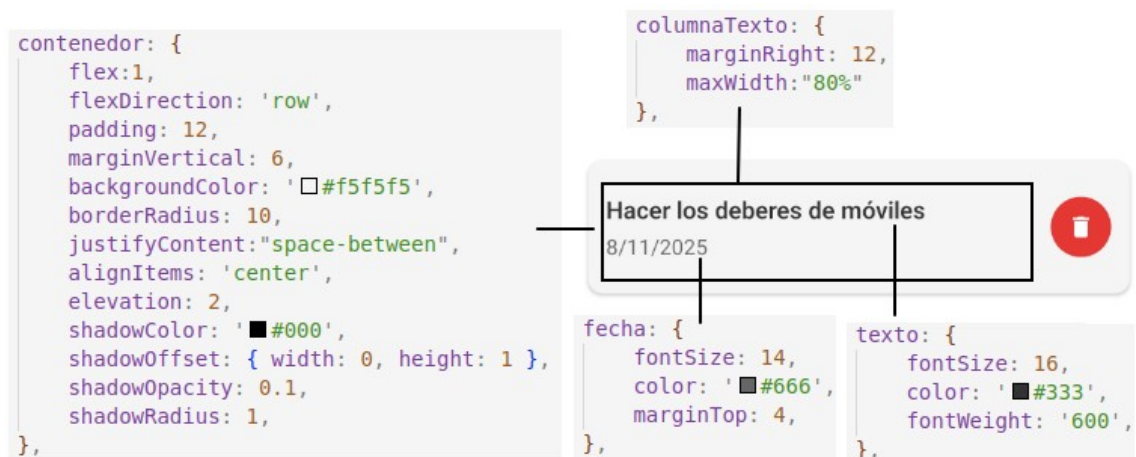 contenedor: {
flex:1,
flexDirection: 'row',
padding: 12,
marginVertical: 6,
backgroundColor: '#f5f5f5',
borderRadius: 10,
justifyContent:"space-between",
alignItems: 'center',
elevation: 2,
shadowColor: '#000',
shadowOffset: { width: 0, height: 1 },
shadowOpacity: 0.1,
shadowRadius: 1,
},
columnaTexto: {
marginRight: 12,
maxWidth:"80%"
},
Hacer los deberes de móviles
8/11/2025
fecha: {
fontSize: 14,
color: '#666',
marginTop: 4,
},
texto: {
fontSize: 16,
color: '#333',
fontWeight: '600',
},